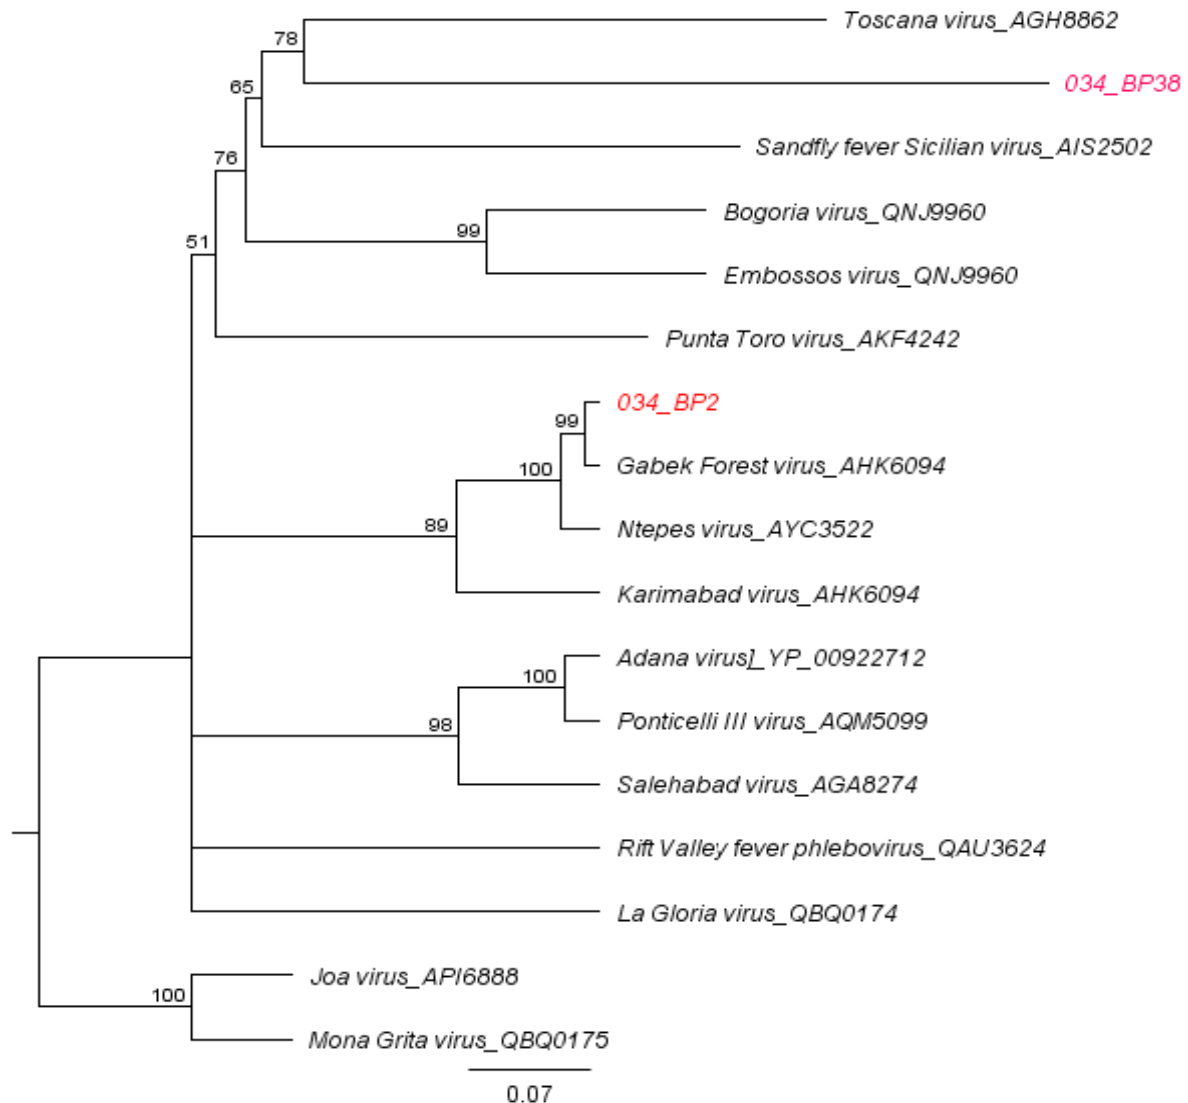 Toscana virus_AGH8862
78
034_BP38
65
Sandfly fever Sicilian virus_AIS2502
76
Bogoria virus_QNJ9960
99
51
Embossos virus_QNJ9960
Punta Toro virus_AKF4242
034_BP2
99
Gabek Forest virus_AHK6094
100
Ntepes virus_AYC3522
89
Karimabad virus_AHK6094
Adana virus]_YP_00922712
100
Ponticelli III virus_AQM5099
98
Salehabad virus_AGA8274
Rift Valley fever phlebovirus_QAU3624
La Gloria virus_QBQ0174
Joa virus_API6888
100
Mona Grita virus_QBQ0175
0.07